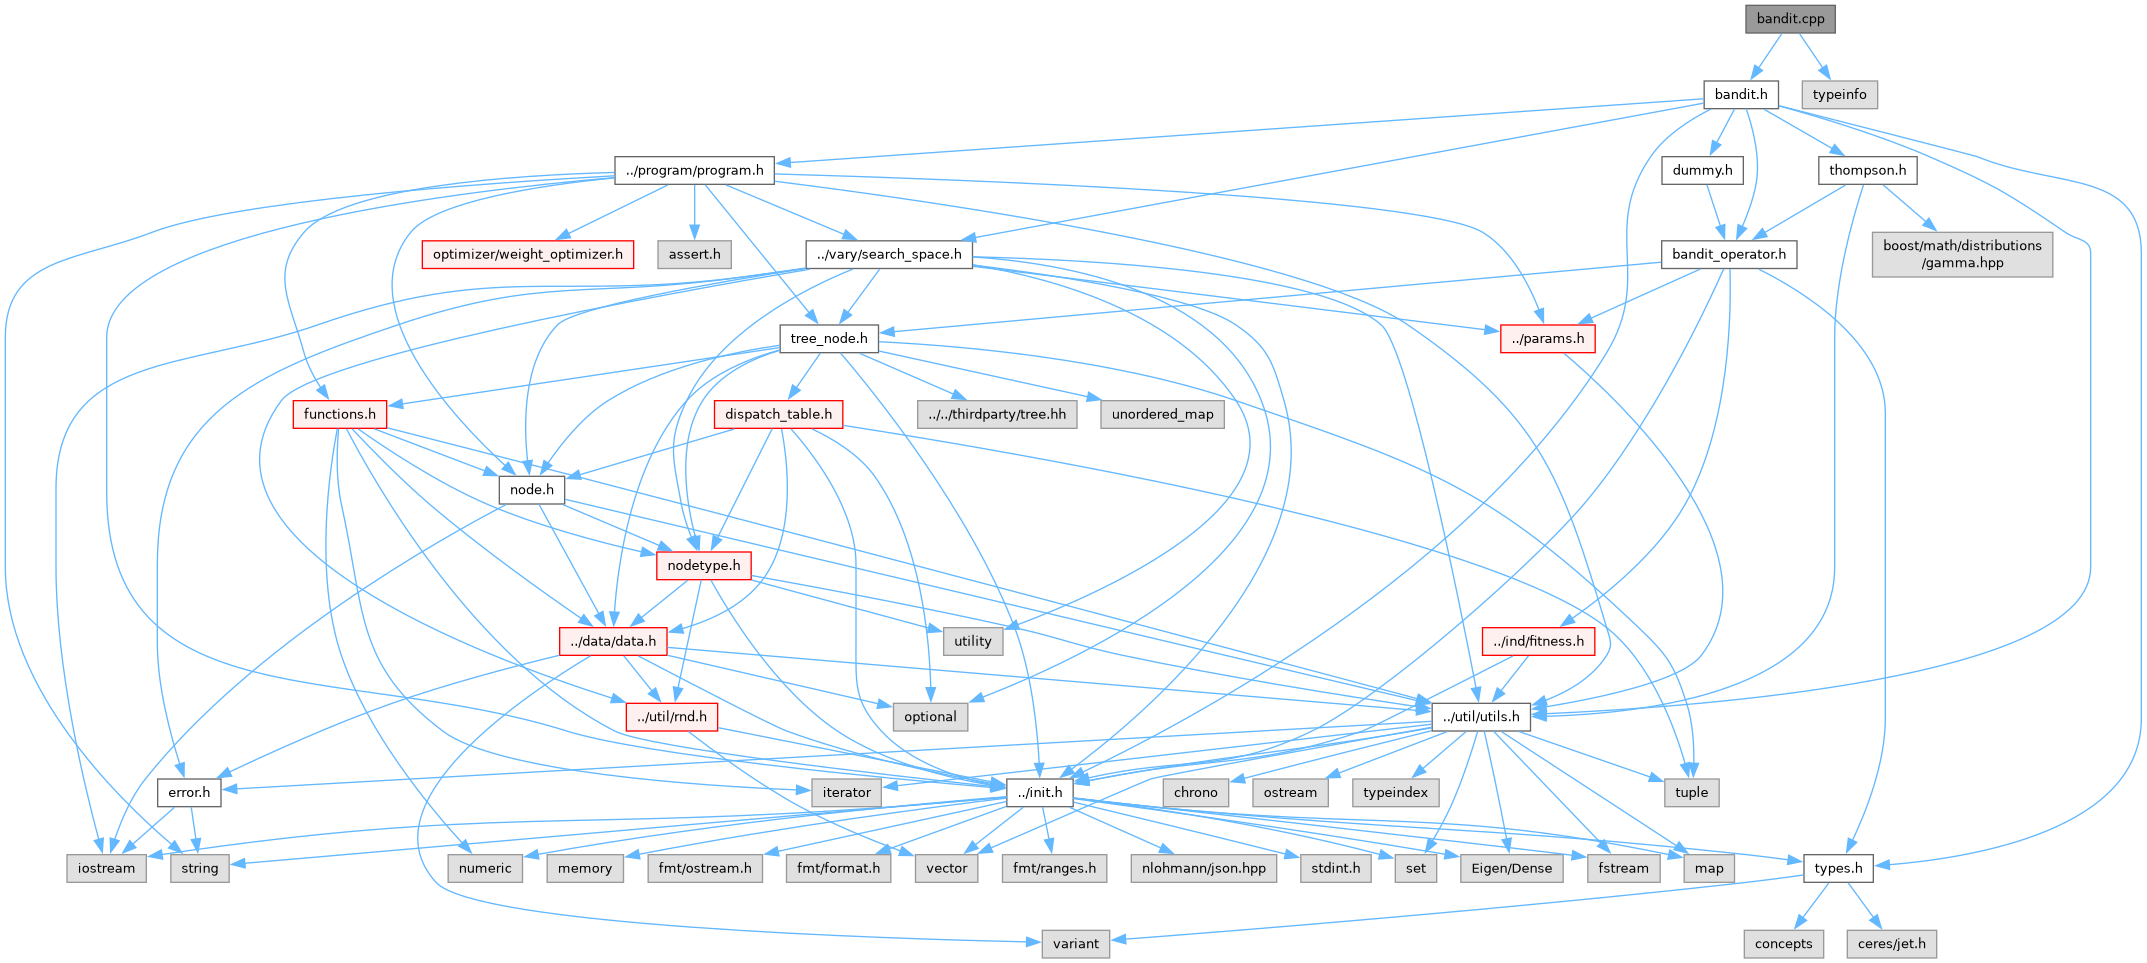 bandit.cpp
bandit.h
typeinfo
../program/program.h
dummy.h
thompson.h
optimizer/weight_optimizer.h
assert.h
../vary/search_space.h
bandit_operator.h
boost/math/distributions
/gamma.hpp
tree_node.h
../params.h
functions.h
dispatch_table.h
../../thirdparty/tree.hh
unordered_map
node.h
nodetype.h
../data/data.h
utility
../ind/fitness.h
../util/rnd.h
optional
../util/utils.h
error.h
iterator
../init.h
chrono
ostream
typeindex
tuple
iostream
string
numeric
memory
fmt/ostream.h
fmt/format.h
vector
fmt/ranges.h
nlohmann/json.hpp
stdint.h
set
Eigen/Dense
fstream
map
types.h
variant
concepts
ceres/jet.h